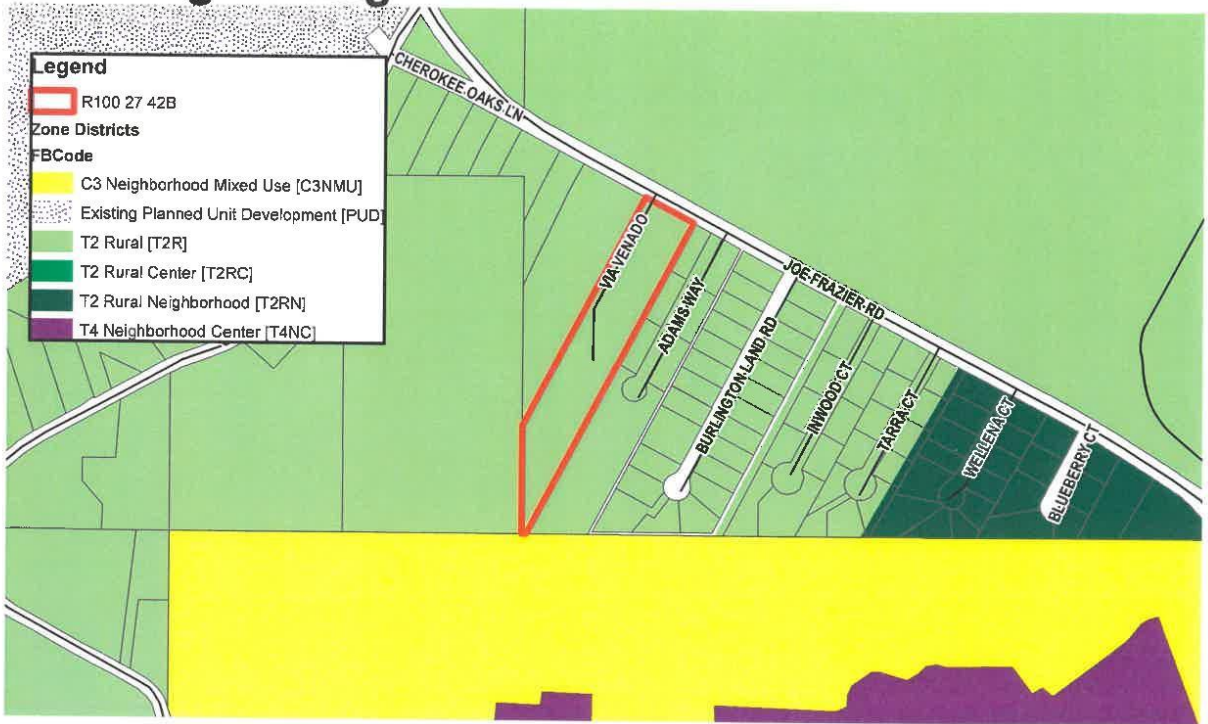 Legend
R100 27 42B
Zone Districts
FBCode
C3 Neighborhood Mixed Use [C3NMU]
Existing Planned Unit Development [PUD]
T2 Rural [T2R]
T2 Rural Center [T2RC]
T2 Rural Neighborhood [T2RN]
T4 Neighborhood Center [T4NC]
CHEROKEE OAKS LN
VIA VENADO
ADAMS WAY
JOE FRAZIER RD
BURLINGTON LAND RD
INWOOD CT
TARRA CT
WELLENA CT
BLUEBERRY CT